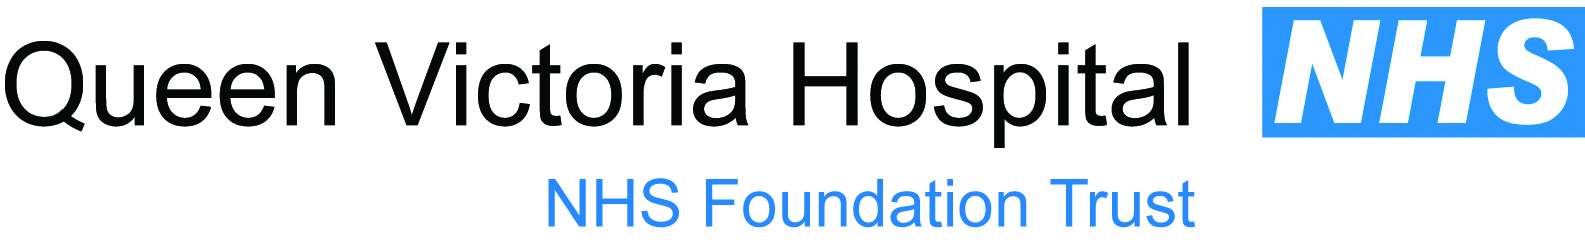 Queen Victoria Hospital NHS
NHS Foundation Trust